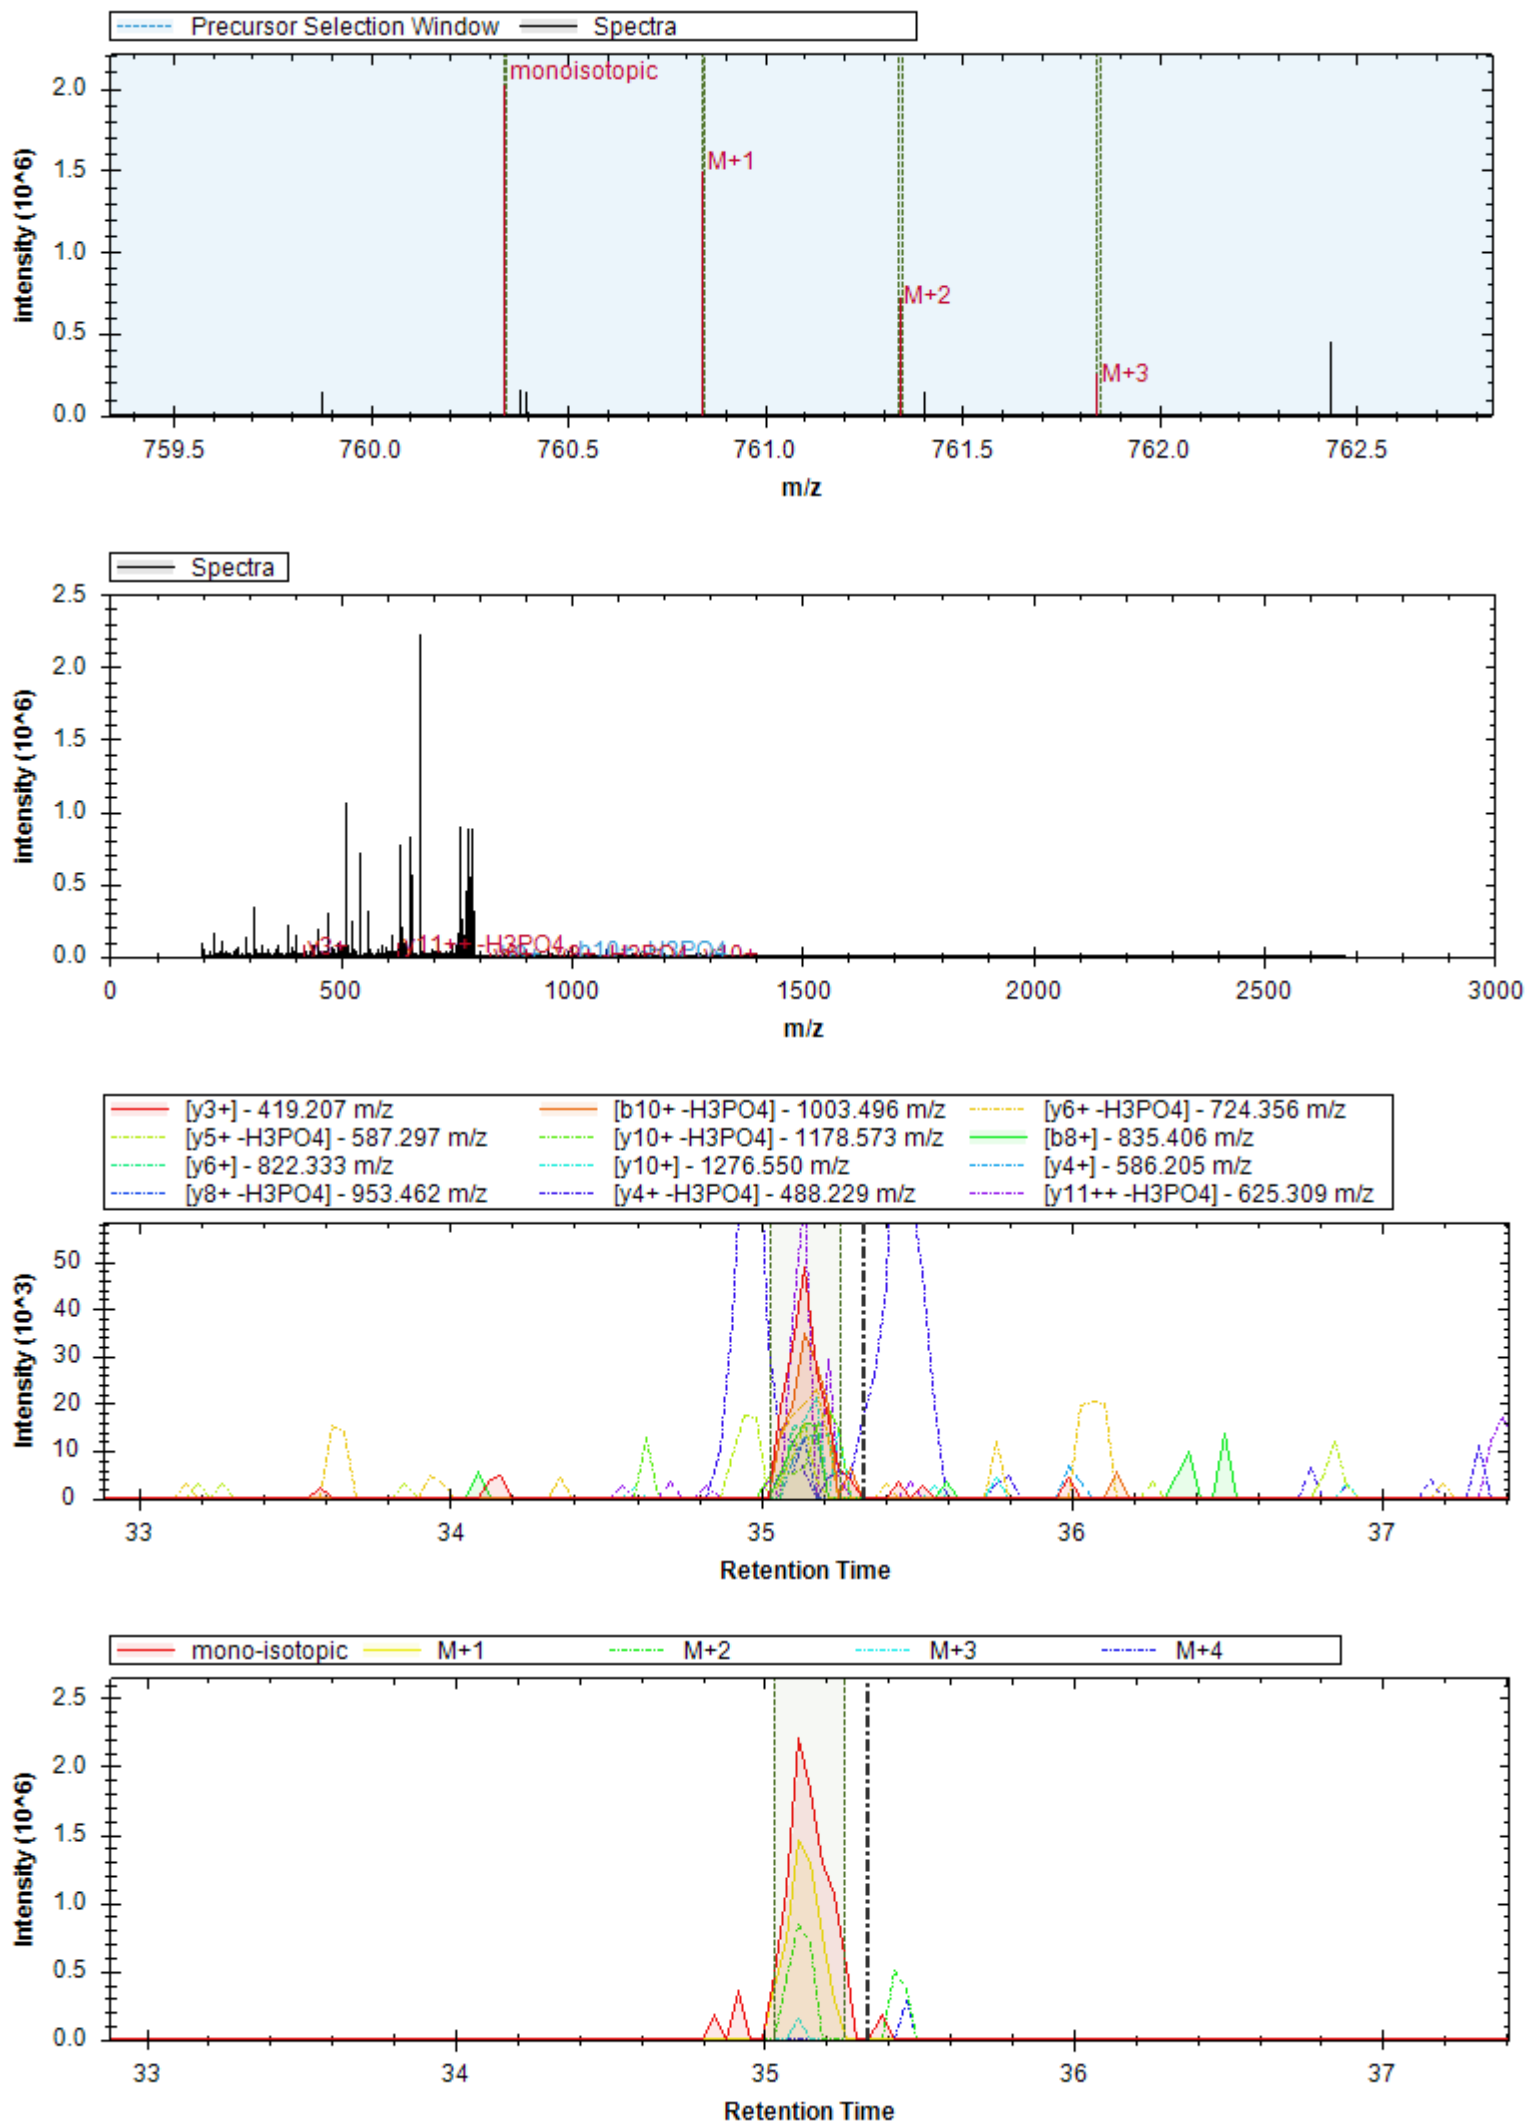 Precursor Selection Window Spectra
monoisotopic
2.0
M+1
1.5
1.0
M+2
0.5
M+3
0.0
759.5 760.0 760.5 761.0 761.5 762.0 762.5
intensity (10^6)
m/z
Spectra
2.5
2.0
1.5
1.0
0.5
0.0
y3+ y11++ -H3PO4
0 500 1000 1500 2000 2500 3000
intensity (10^6)
m/z
[y3+] - 419.207 m/z [b10+ -H3PO4] - 1003.496 m/z [y6+ -H3PO4] - 724.356 m/z
[y5+ -H3PO4] - 587.297 m/z [y10+ -H3PO4] - 1178.573 m/z [b8+] - 835.406 m/z
[y6+] - 822.333 m/z [y10+] - 1276.550 m/z [y4+] - 586.205 m/z
[y8+ -H3PO4] - 953.462 m/z [y4+ -H3PO4] - 488.229 m/z [y11++ -H3PO4] - 625.309 m/z
50
40
30
20
10
0
33 34 35 36 37
Intensity (10^3)
Retention Time
mono-isotopic M+1 M+2 M+3 M+4
2.5
2.0
1.5
1.0
0.5
0.0
33 34 35 36 37
Intensity (10^6)
Retention Time